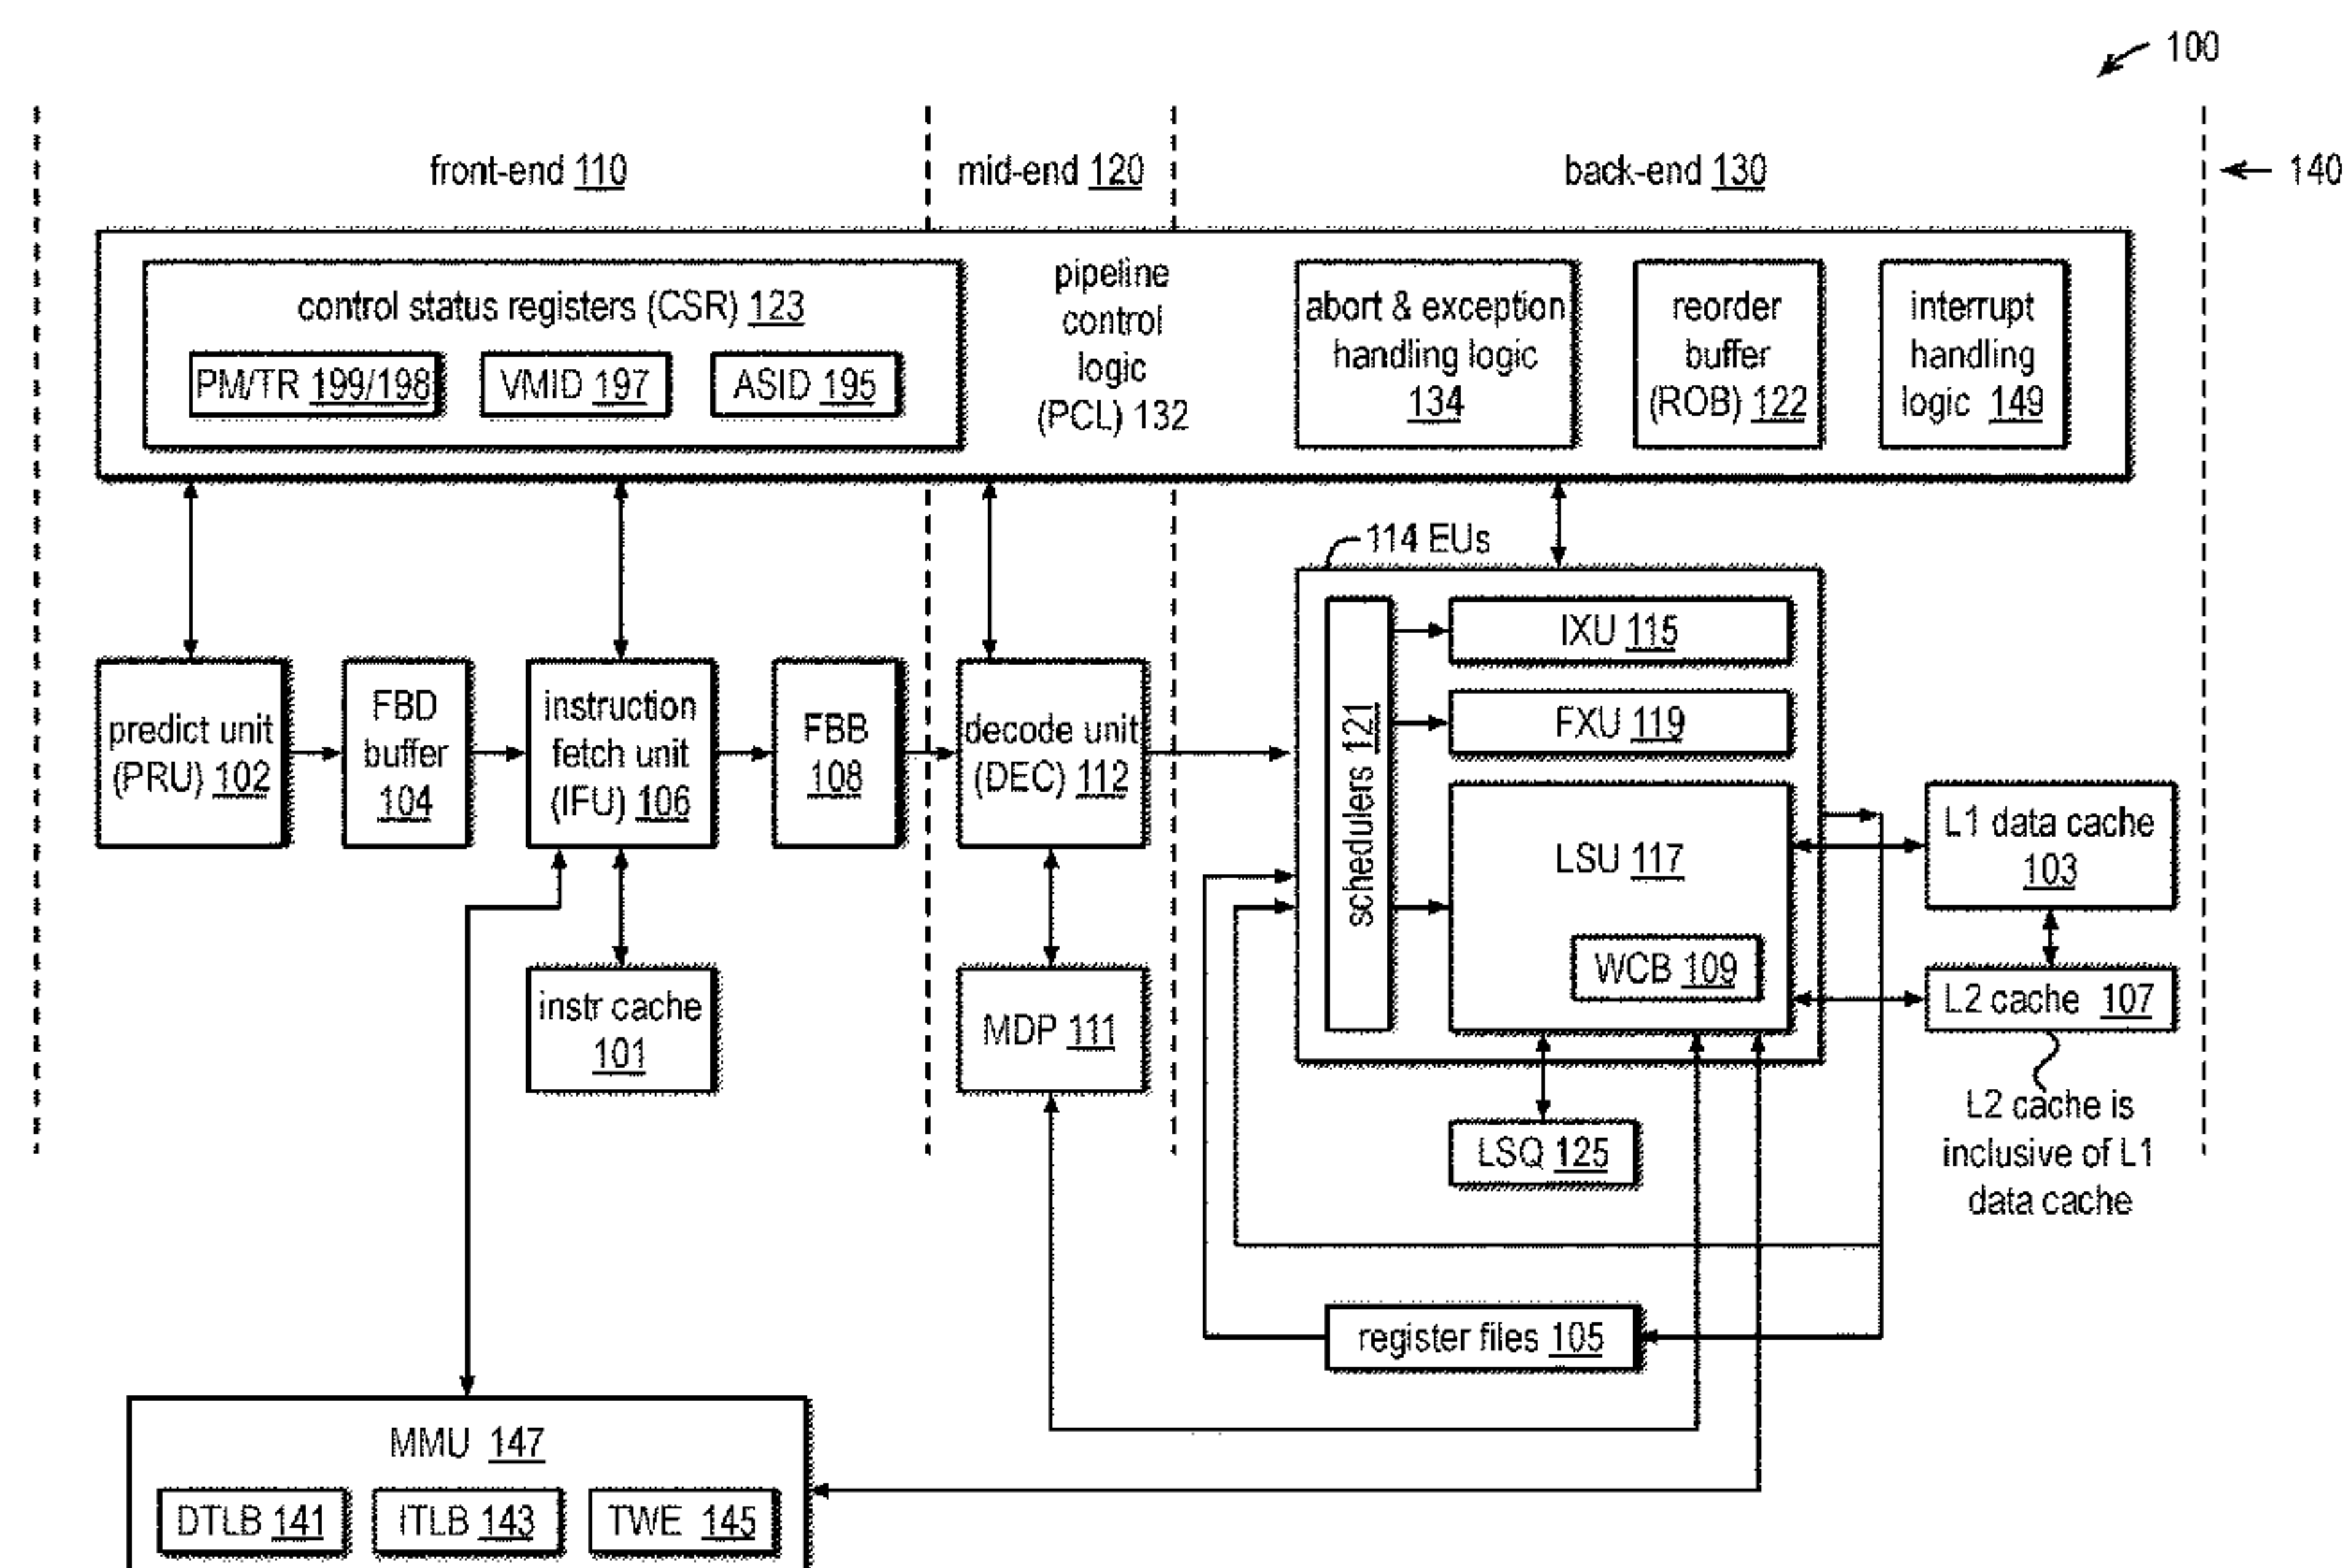 100
front-end 110
mid-end 120
back-end 130
140
control status registers (CSR) 123
PM/TR 199/198
VMID 197
ASID 195
pipeline
control
logic
(PCL) 132
abort & exception
handling logic
134
reorder
buffer
(ROB) 122
interrupt
handling
logic 149
114 EUs
predict unit
(PRU) 102
FBD
buffer
104
instruction
fetch unit
(IFU) 106
FBB
108
decode unit
(DEC) 112
schedulers 121
IXU 115
FXU 119
LSU 117
WCB 109
L1 data cache
103
L2 cache 107
L2 cache is
inclusive of L1
data cache
instr cache
101
MDP 111
LSQ 125
register files 105
MMU 147
DTLB 141
ITLB 143
TWE 145